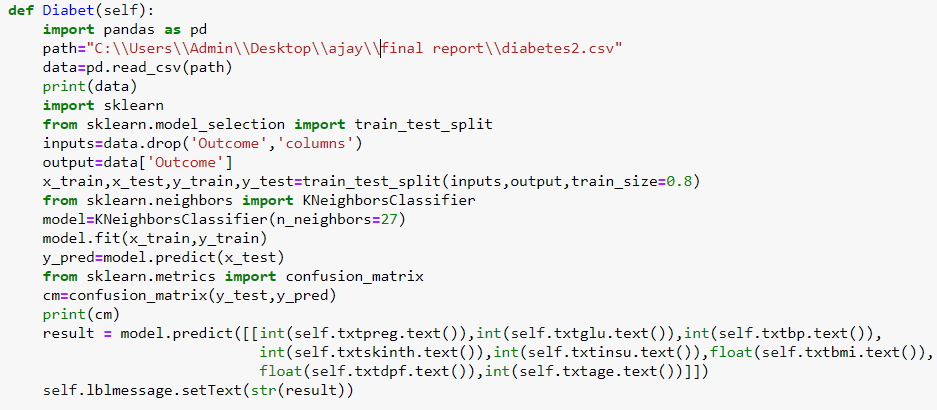 def Diabet(self):
    import pandas as pd
    path="C:\\Users\\Admin\\Desktop\\ajay\\final report\\diabetes2.csv"
    data=pd.read_csv(path)
    print(data)
    import sklearn
    from sklearn.model_selection import train_test_split
    inputs=data.drop('Outcome','columns')
    output=data['Outcome']
    x_train,x_test,y_train,y_test=train_test_split(inputs,output,train_size=0.8)
    from sklearn.neighbors import KNeighborsClassifier
    model=KNeighborsClassifier(n_neighbors=27)
    model.fit(x_train,y_train)
    y_pred=model.predict(x_test)
    from sklearn.metrics import confusion_matrix
    cm=confusion_matrix(y_test,y_pred)
    print(cm)
    result = model.predict([[int(self.txtpreg.text()),int(self.txtglu.text()),int(self.txtbp.text()),
                             int(self.txtskinth.text()),int(self.txtinsu.text()),float(self.txtbmi.text()),
                             float(self.txtdpf.text()),int(self.txtage.text())]])
    self.lblmessage.setText(str(result))